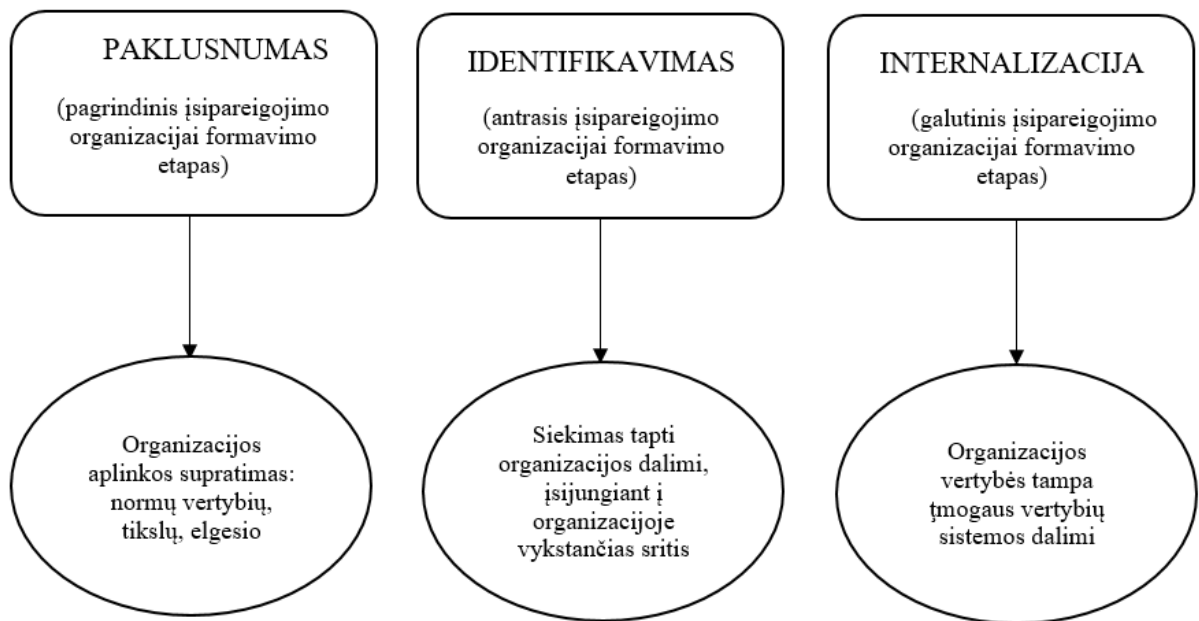 PAKLUSNUMAS
(pagrindinis įsipareigojimo
organizacijai formavimo
etapas)
IDENTIFIKAVIMAS
(antrasis įsipareigojimo
organizacijai formavimo
etapas)
INTERNALIZACIJA
(galutinis įsipareigojimo
organizacijai formavimo
etapas)
Organizacijos
aplinkos supratimas:
normų vertybių,
tikslų, elgesio
Siekimas tapti
organizacijos dalimi,
įsijungiant į
organizacijoje
vykstančias sritis
Organizacijos
vertybės tampa
ţmogaus vertybių
sistemos dalimi